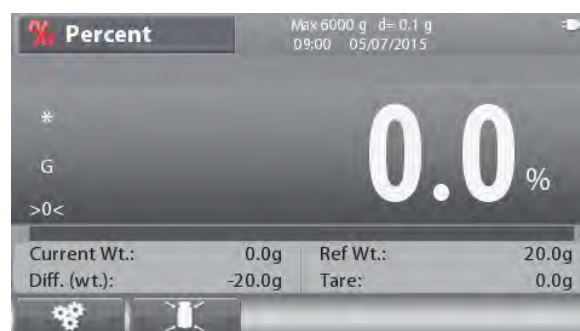 % Percent
Max 6000 g d= 0.1 g
09:00 05/07/2015
*
G
>0<
0.0 %
Current Wt.: 0.0g Ref Wt.: 20.0g
Diff. (wt.): -20.0g Tare: 0.0g